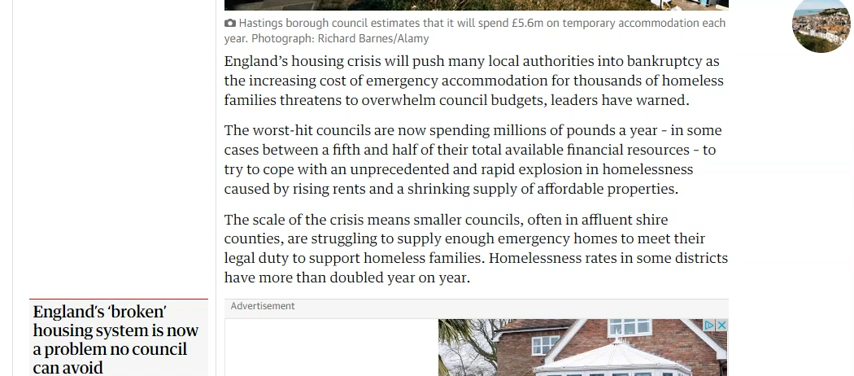 Hastings borough council estimates that it will spend £5.6m on temporary accommodation each
year. Photograph: Richard Barnes/Alamy
England’s housing crisis will push many local authorities into bankruptcy as
the increasing cost of emergency accommodation for thousands of homeless
families threatens to overwhelm council budgets, leaders have warned.
The worst-hit councils are now spending millions of pounds a year – in some
cases between a fifth and half of their total available financial resources – to
try to cope with an unprecedented and rapid explosion in homelessness
caused by rising rents and a shrinking supply of affordable properties.
The scale of the crisis means smaller councils, often in affluent shire
counties, are struggling to supply enough emergency homes to meet their
legal duty to support homeless families. Homelessness rates in some districts
have more than doubled year on year.
Advertisement
England’s ‘broken’
housing system is now
a problem no council
can avoid